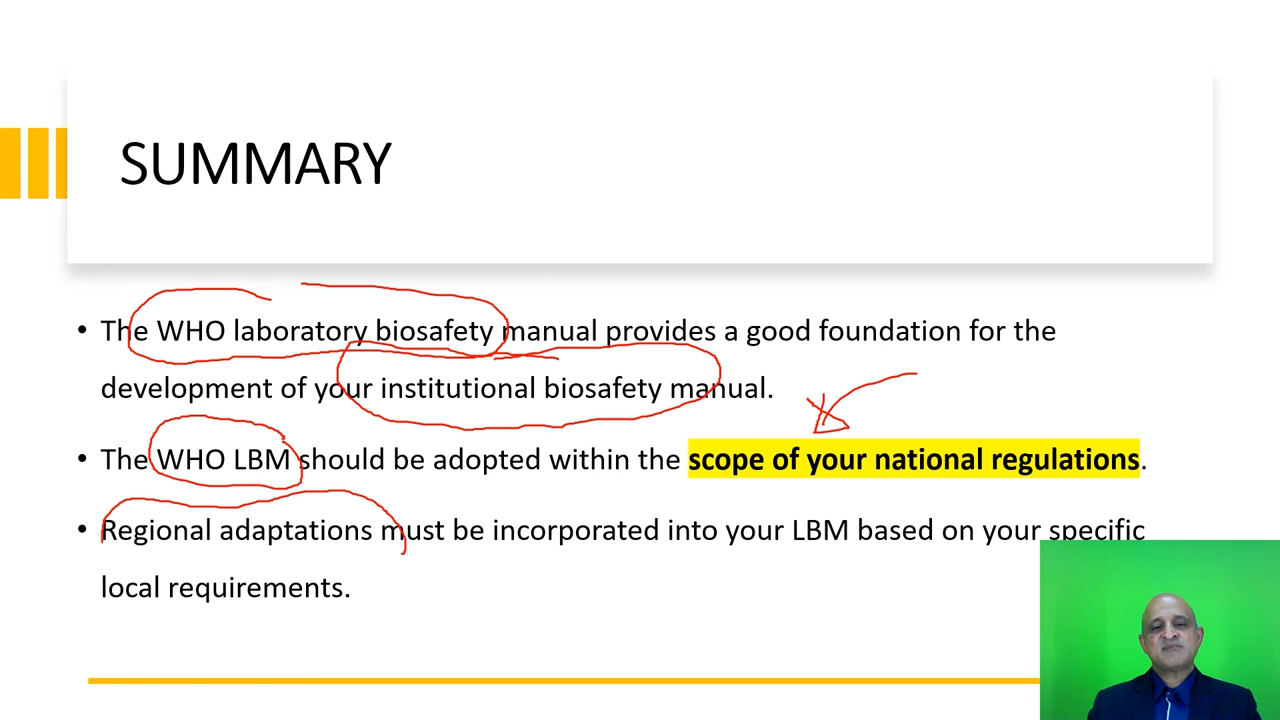 SUMMARY
• The WHO laboratory biosafety manual provides a good foundation for the
development of your institutional biosafety manual.
• The WHO LBM should be adopted within the scope of your national regulations.
• Regional adaptations must be incorporated into your LBM based on your specific
local requirements.